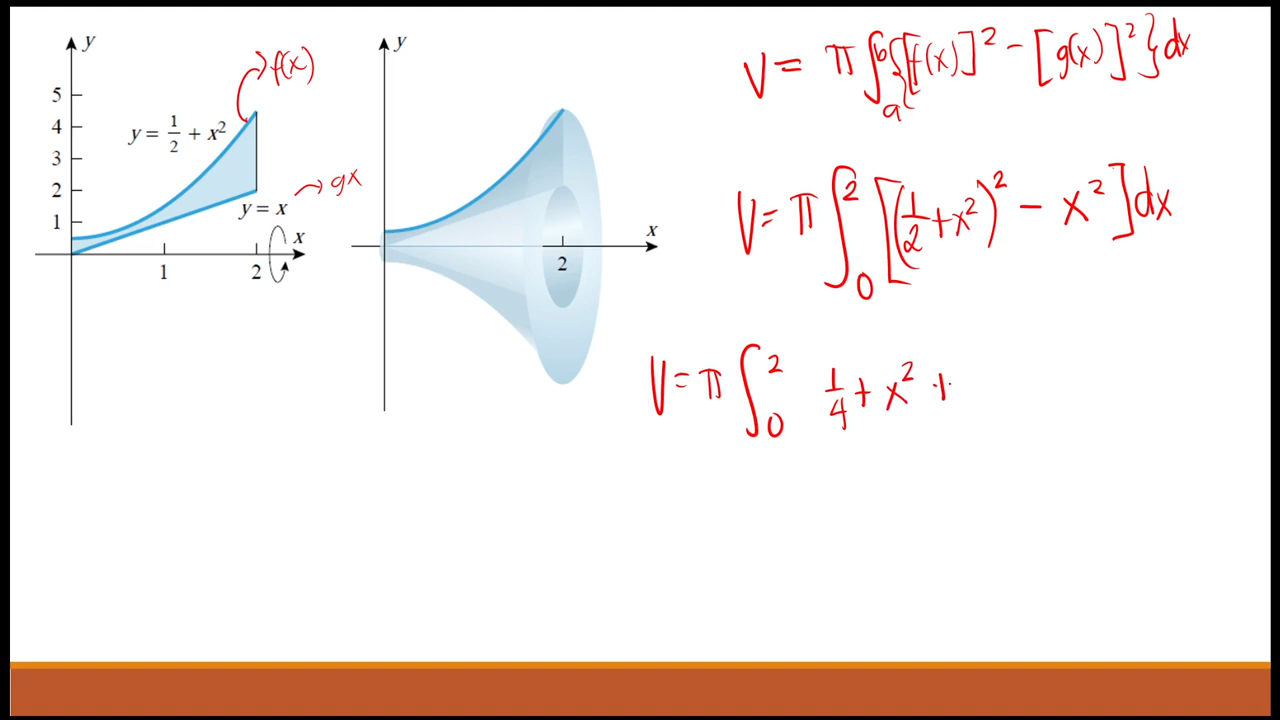 y
5
4
3
2
1
1
2
x
y = 1/2 + x²
y = x
f(x)
gx
y
x
2
V = π ∫ₐᵇ {[f(x)]² - [g(x)]²} dx
V = π ∫₀² [(1/2 + x²)² - x²] dx
V = π ∫₀² 1/4 + x² +